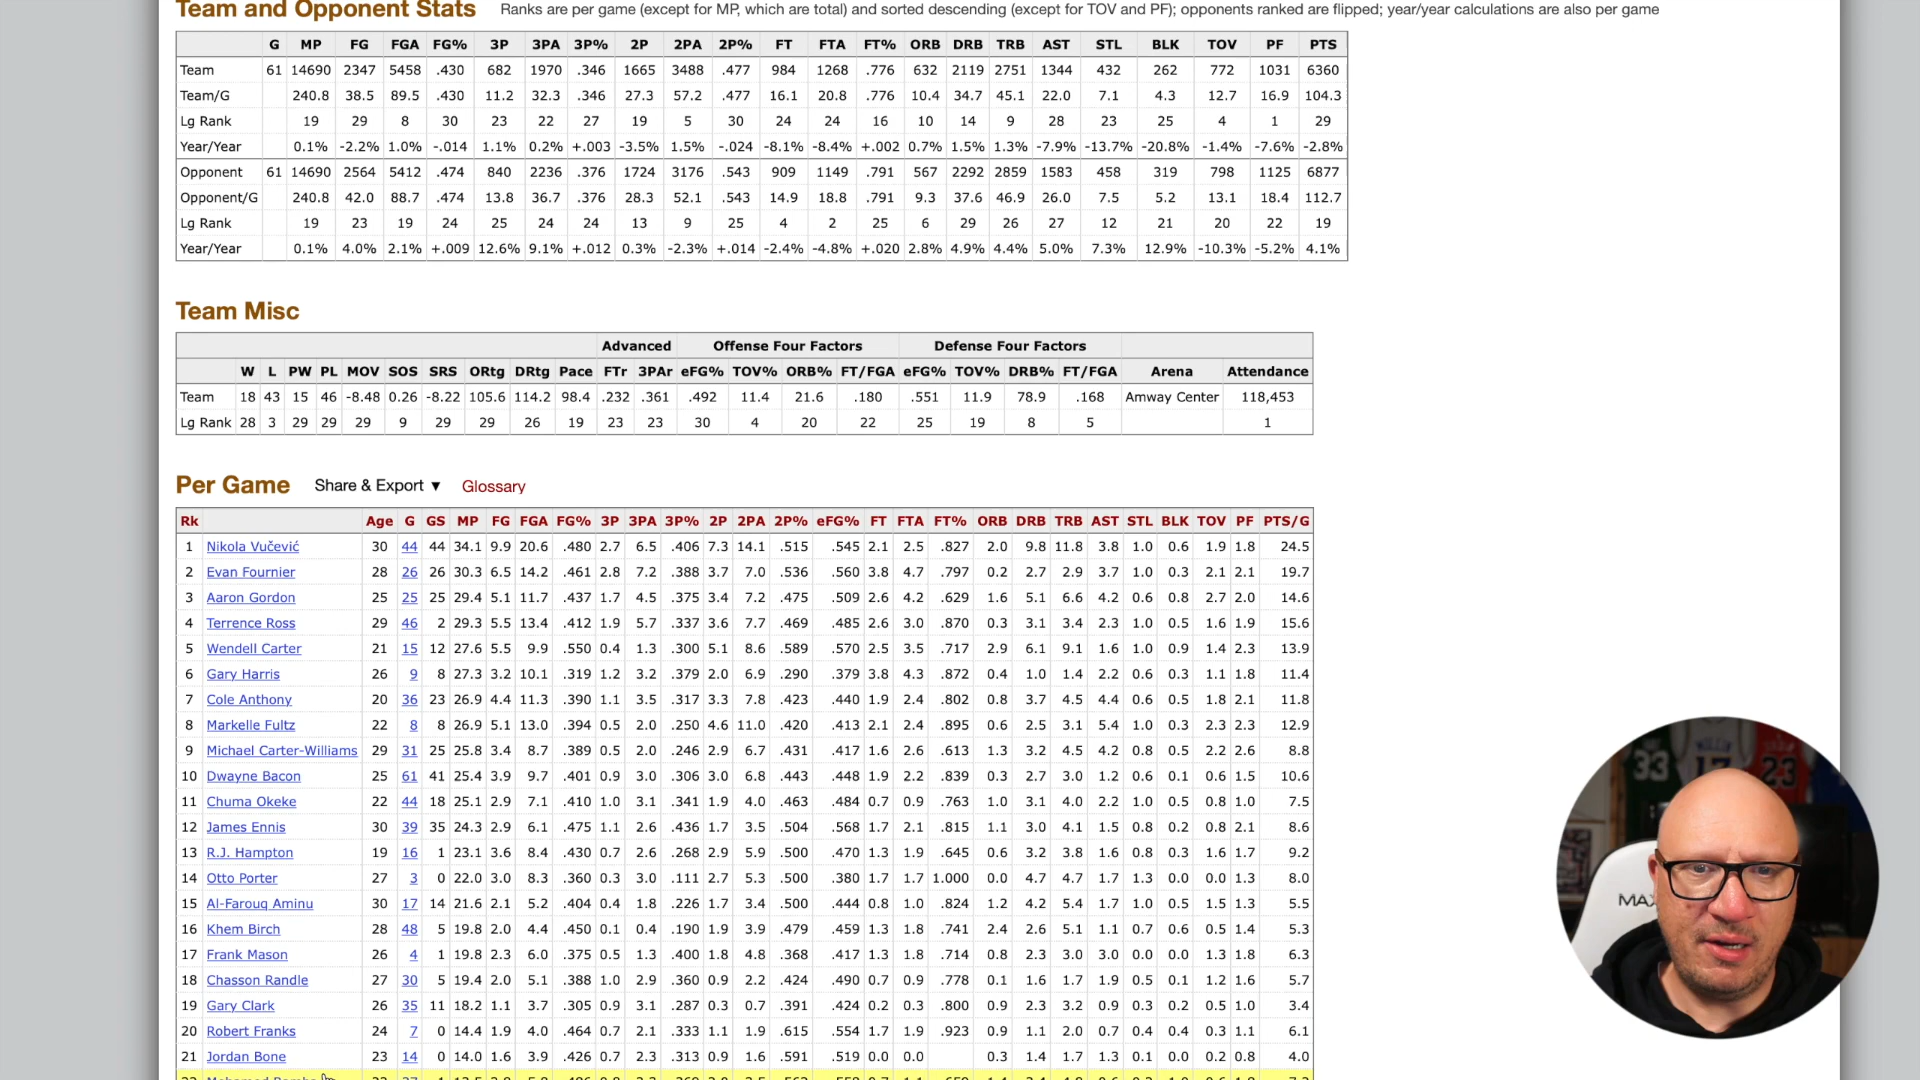 Team and Opponent Stats Ranks are per game (except for MP, which are total) and sorted descending (except for TOV and PF); opponents ranked are flipped; year/year calculations are also per game
G MP FG FGA FG% 3P 3PA 3P% 2P 2PA 2P% FT FTA FT% ORB DRB TRB AST STL BLK TOV PF PTS
Team 61 14690 2347 5458 .430 682 1970 .346 1665 3488 .477 984 1268 .776 632 2119 2751 1344 432 262 772 1031 6360
Team/G 240.8 38.5 89.5 .430 11.2 32.3 .346 27.3 57.2 .477 16.1 20.8 .776 10.4 34.7 45.1 22.0 7.1 4.3 12.7 16.9 104.3
Lg Rank 19 29 8 30 23 22 27 19 5 30 24 24 16 10 14 9 28 23 25 4 1 29
Year/Year 0.1% -2.2% 1.0% -.014 1.1% 0.2% +.003 -3.5% 1.5% -.024 -8.1% -8.4% +.002 0.7% 1.5% 1.3% -7.9% -13.7% -20.8% -1.4% -7.6% -2.8%
Opponent 61 14690 2564 5412 .474 840 2236 .376 1724 3176 .543 909 1149 .791 567 2292 2859 1583 458 319 798 1125 6877
Opponent/G 240.8 42.0 88.7 .474 13.8 36.7 .376 28.3 52.1 .543 14.9 18.8 .791 9.3 37.6 46.9 26.0 7.5 5.2 13.1 18.4 112.7
Lg Rank 19 23 19 24 25 24 24 13 9 25 4 2 25 6 29 26 27 12 21 20 22 19
Year/Year 0.1% 4.0% 2.1% +.009 12.6% 9.1% +.012 0.3% -2.3% +.014 -2.4% -4.8% +.020 2.8% 4.9% 4.4% 5.0% 7.3% 12.9% -10.3% -5.2% 4.1%
Team Misc
Advanced Offense Four Factors Defense Four Factors
W L PW PL MOV SOS SRS ORtg DRtg Pace FTr 3PAr eFG% TOV% ORB% FT/FGA eFG% TOV% DRB% FT/FGA Arena Attendance
Team 18 43 15 46 -8.48 0.26 -8.22 105.6 114.2 98.4 .232 .361 .492 11.4 21.6 .180 .551 11.9 78.9 .168 Amway Center 118,453
Lg Rank 28 3 29 29 29 9 29 29 26 19 23 23 30 4 20 22 25 19 8 5 1
Per Game Share & Export ▼ Glossary
Rk Age G GS MP FG FGA FG% 3P 3PA 3P% 2P 2PA 2P% eFG% FT FTA FT% ORB DRB TRB AST STL BLK TOV PF PTS/G
1 Nikola Vučević 30 44 44 34.1 9.9 20.6 .480 2.7 6.5 .406 7.3 14.1 .515 .545 2.1 2.5 .827 2.0 9.8 11.8 3.8 1.0 0.6 1.9 1.8 24.5
2 Evan Fournier 28 26 26 30.3 6.5 14.2 .461 2.8 7.2 .388 3.7 7.0 .536 .560 3.8 4.7 .797 0.2 2.7 2.9 3.7 1.0 0.3 2.1 2.1 19.7
3 Aaron Gordon 25 25 25 29.4 5.1 11.7 .437 1.7 4.5 .375 3.4 7.2 .475 .509 2.6 4.2 .629 1.6 5.1 6.6 4.2 0.6 0.8 2.7 2.0 14.6
4 Terrence Ross 29 46 2 29.3 5.5 13.4 .412 1.9 5.7 .337 3.6 7.7 .469 .485 2.6 3.0 .870 0.3 3.1 3.4 2.3 1.0 0.5 1.6 1.9 15.6
5 Wendell Carter 21 15 12 27.6 5.5 9.9 .550 0.4 1.3 .300 5.1 8.6 .589 .570 2.5 3.5 .717 2.9 6.1 9.1 1.6 1.0 0.9 1.4 2.3 13.9
6 Gary Harris 26 9 8 27.3 3.2 10.1 .319 1.2 3.2 .379 2.0 6.9 .290 .379 3.8 4.3 .872 0.4 1.0 1.4 2.2 0.6 0.3 1.1 1.8 11.4
7 Cole Anthony 20 36 23 26.9 4.4 11.3 .390 1.1 3.5 .317 3.3 7.8 .423 .440 1.9 2.4 .802 0.8 3.7 4.5 4.4 0.6 0.5 1.8 2.1 11.8
8 Markelle Fultz 22 8 8 26.9 5.1 13.0 .394 0.5 2.0 .250 4.6 11.0 .420 .413 2.1 2.4 .895 0.6 2.5 3.1 5.4 1.0 0.3 2.3 2.3 12.9
9 Michael Carter-Williams 29 31 25 25.8 3.4 8.7 .389 0.5 2.0 .246 2.9 6.7 .431 .417 1.6 2.6 .613 1.3 3.2 4.5 4.2 0.8 0.5 2.2 2.6 8.8
10 Dwayne Bacon 25 61 41 25.4 3.9 9.7 .401 0.9 3.0 .306 3.0 6.8 .443 .448 1.9 2.2 .839 0.3 2.7 3.0 1.2 0.6 0.1 0.6 1.5 10.6
11 Chuma Okeke 22 44 18 25.1 2.9 7.1 .410 1.0 3.1 .341 1.9 4.0 .463 .484 0.7 0.9 .763 1.0 3.1 4.0 2.2 1.0 0.5 0.8 1.0 7.5
12 James Ennis 30 39 35 24.3 2.9 6.1 .475 1.1 2.6 .436 1.7 3.5 .504 .568 1.7 2.1 .815 1.1 3.0 4.1 1.5 0.8 0.2 0.8 2.1 8.6
13 R.J. Hampton 19 16 1 23.1 3.6 8.4 .430 0.7 2.6 .268 2.9 5.9 .500 .470 1.3 1.9 .645 0.6 3.2 3.8 1.6 0.8 0.3 1.6 1.7 9.2
14 Otto Porter 27 3 0 22.0 3.0 8.3 .360 0.3 3.0 .111 2.7 5.3 .500 .380 1.7 1.7 1.000 0.0 4.7 4.7 1.7 1.3 0.0 0.0 1.3 8.0
15 Al-Farouq Aminu 30 17 14 21.6 2.1 5.2 .404 0.4 1.8 .226 1.7 3.4 .500 .444 0.8 1.0 .824 1.2 4.2 5.4 1.7 1.0 0.5 1.5 1.3 5.5
16 Khem Birch 28 48 5 19.8 2.0 4.4 .450 0.1 0.4 .190 1.9 3.9 .479 .459 1.3 1.8 .741 2.4 2.6 5.1 1.1 0.7 0.6 0.5 1.4 5.3
17 Frank Mason 26 4 1 19.8 2.3 6.0 .375 0.5 1.3 .400 1.8 4.8 .368 .417 1.3 1.8 .714 0.8 2.3 3.0 3.0 0.0 0.0 1.3 1.8 6.3
18 Chasson Randle 27 30 5 19.4 2.0 5.1 .388 1.0 2.9 .360 0.9 2.2 .424 .490 0.7 0.9 .778 0.1 1.6 1.7 1.9 0.5 0.1 1.2 1.6 5.7
19 Gary Clark 26 35 11 18.2 1.1 3.7 .305 0.9 3.1 .287 0.3 0.7 .391 .424 0.2 0.3 .800 0.9 2.3 3.2 0.9 0.3 0.2 0.5 1.0 3.4
20 Robert Franks 24 7 0 14.4 1.9 4.0 .464 0.7 2.1 .333 1.1 1.9 .615 .554 1.7 1.9 .923 0.9 1.1 2.0 0.7 0.4 0.4 0.3 1.1 6.1
21 Jordan Bone 23 14 0 14.0 1.6 3.9 .426 0.7 2.3 .313 0.9 1.6 .591 .519 0.0 0.0 0.3 1.4 1.7 1.3 0.1 0.0 0.2 0.8 4.0
33
17
23
MAX